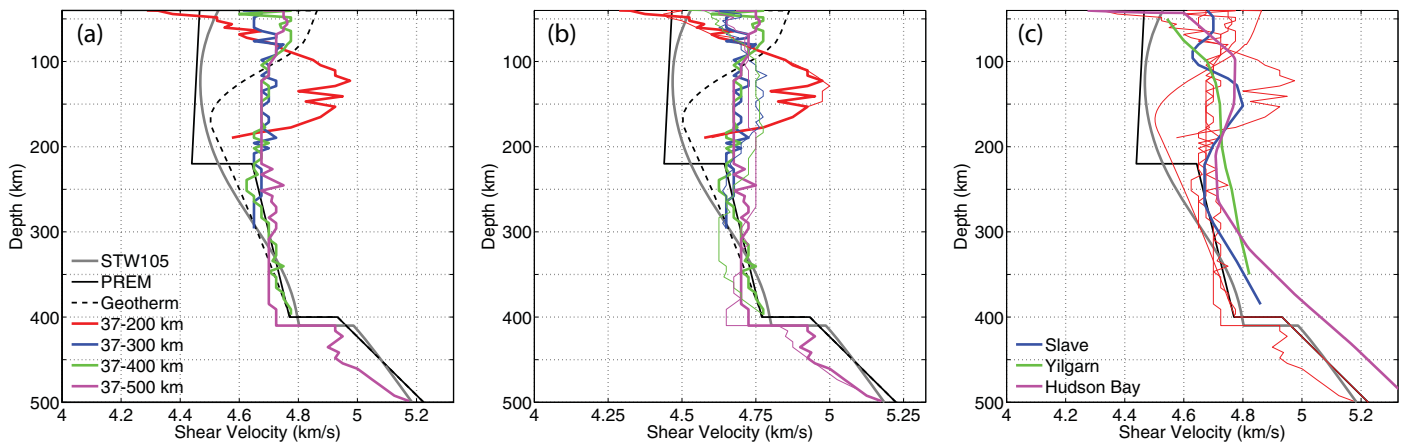 (a)
100
200
300
400
500
Depth (km)
STW105
PREM
Geotherm
37-200 km
37-300 km
37-400 km
37-500 km
4
4.2
4.4
4.6
4.8
5
5.2
Shear Velocity (km/s)
(b)
100
200
300
400
500
Depth (km)
4
4.25
4.5
4.75
5
5.25
Shear Velocity (km/s)
(c)
100
200
300
400
500
Depth (km)
Slave
Yilgarn
Hudson Bay
4
4.2
4.4
4.6
4.8
5
5.2
Shear Velocity (km/s)